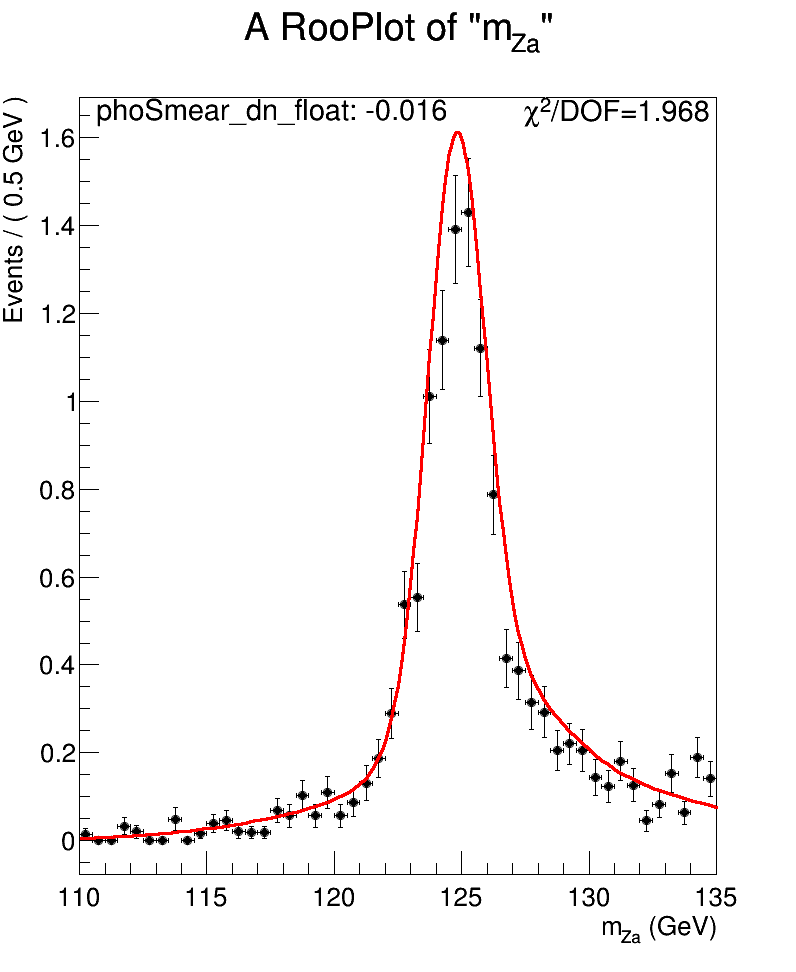 A RooPlot of "m_Za"
phoSmear_dn_float: -0.016
χ²/DOF=1.968
Events / ( 0.5 GeV )
1.6
1.4
1.2
1
0.8
0.6
0.4
0.2
0
110 115 120 125 130 135
m_Za (GeV)